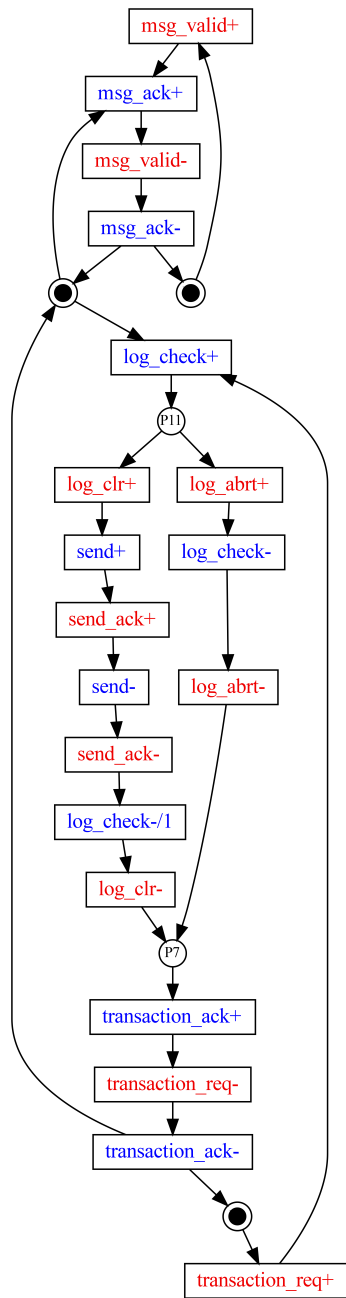 msg_valid+
msg_ack+
msg_valid-
msg_ack-
log_check+
P11
log_clr+
log_abrt+
send+
log_check-
send_ack+
send-
log_abrt-
send_ack-
log_check-/1
log_clr-
P7
transaction_ack+
transaction_req-
transaction_ack-
transaction_req+